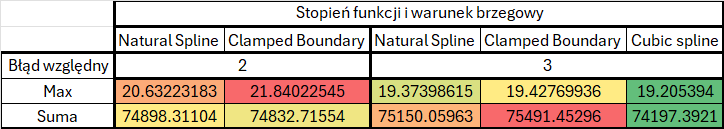 Stopień funkcji i warunek brzegowy
Natural Spline Clamped Boundary Natural Spline Clamped Boundary Cubic spline
Błąd względny 2 3
Max 20.63223183 21.84022545 19.37398615 19.42769936 19.205394
Suma 74898.31104 74832.71554 75150.05963 75491.45296 74197.3921